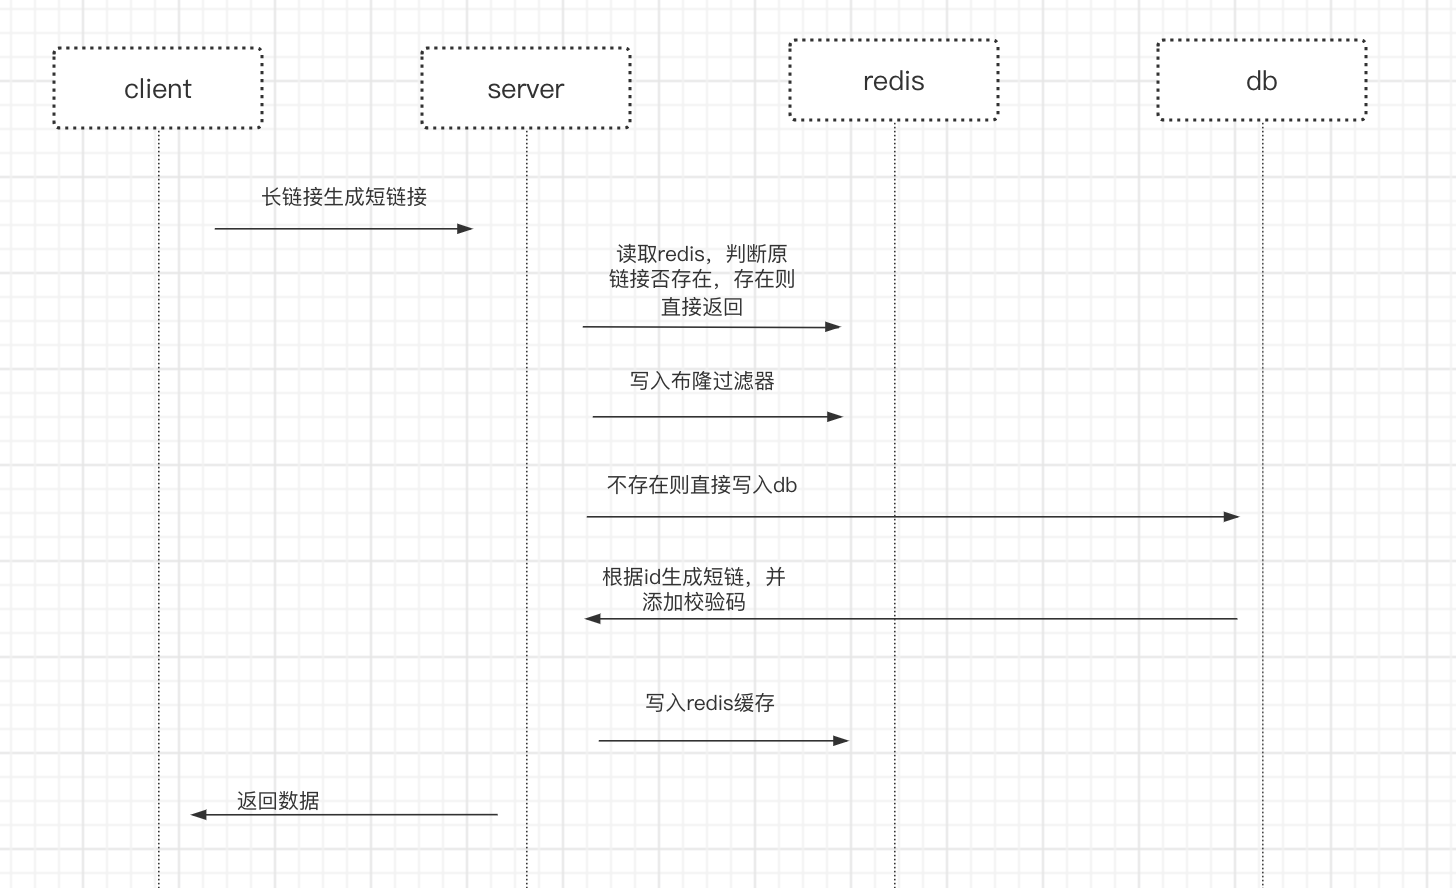 client
server
redis
db
长链接生成短链接
读取redis，判断原
链接否存在，存在则
直接返回
写入布隆过滤器
不存在则直接写入db
根据id生成短链，并
添加校验码
写入redis缓存
返回数据